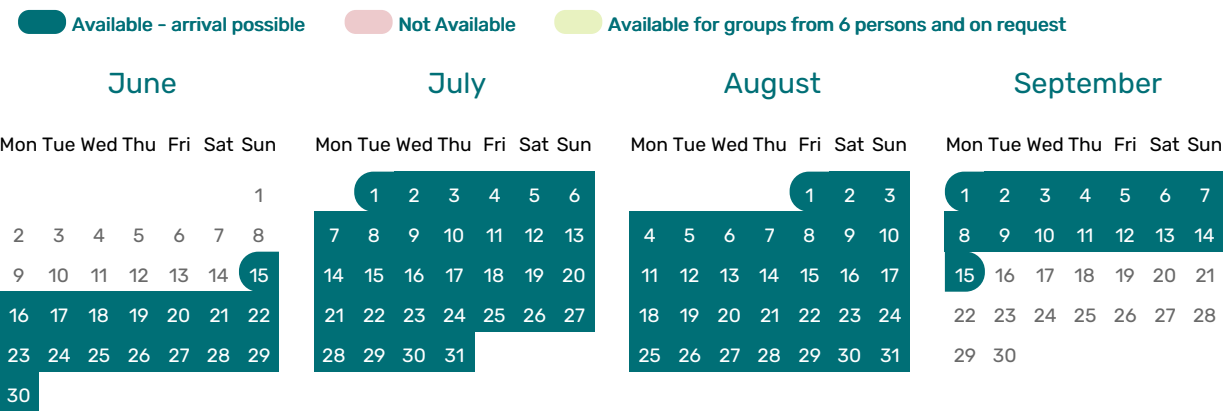 Available - arrival possible Not Available Available for groups from 6 persons and on request
June
Mon Tue Wed Thu Fri Sat Sun
1
2 3 4 5 6 7 8
9 10 11 12 13 14 15
16 17 18 19 20 21 22
23 24 25 26 27 28 29
30
July
Mon Tue Wed Thu Fri Sat Sun
1 2 3 4 5 6
7 8 9 10 11 12 13
14 15 16 17 18 19 20
21 22 23 24 25 26 27
28 29 30 31
August
Mon Tue Wed Thu Fri Sat Sun
1 2 3
4 5 6 7 8 9 10
11 12 13 14 15 16 17
18 19 20 21 22 23 24
25 26 27 28 29 30 31
September
Mon Tue Wed Thu Fri Sat Sun
1 2 3 4 5 6 7
8 9 10 11 12 13 14
15 16 17 18 19 20 21
22 23 24 25 26 27 28
29 30